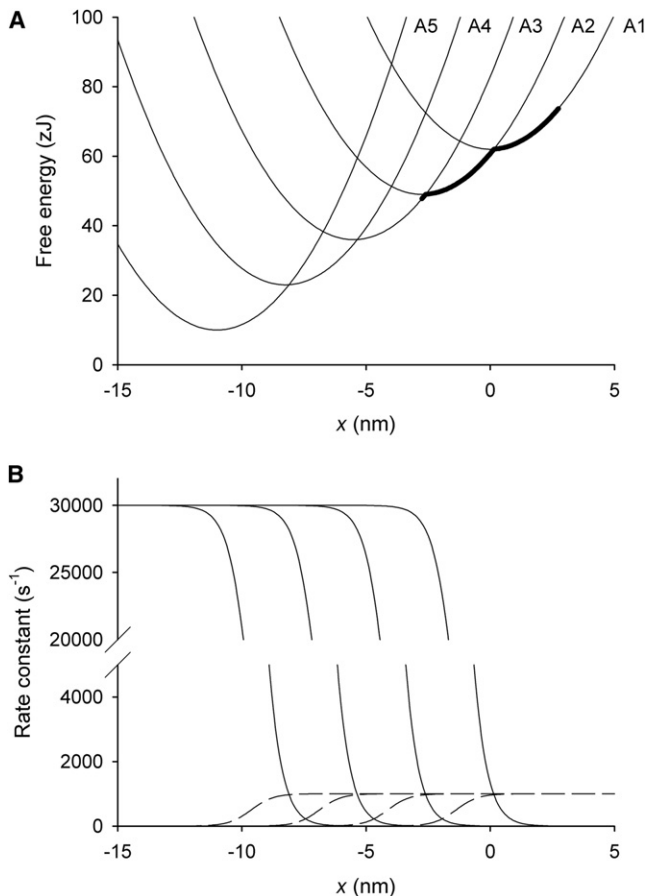 A
100
A5 A4 A3 A2 A1
80
60
40
20
0
Free energy (zJ)
-15 -10 -5 0 5
x (nm)
B
30000
25000
20000
4000
2000
0
Rate constant (s⁻¹)
-15 -10 -5 0 5
x (nm)